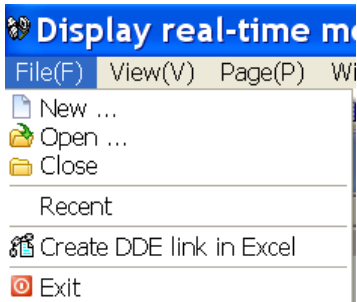 Display real-time m
File(F) View(V) Page(P) Wi
New ...
Open ...
Close
Recent
Create DDE link in Excel
Exit